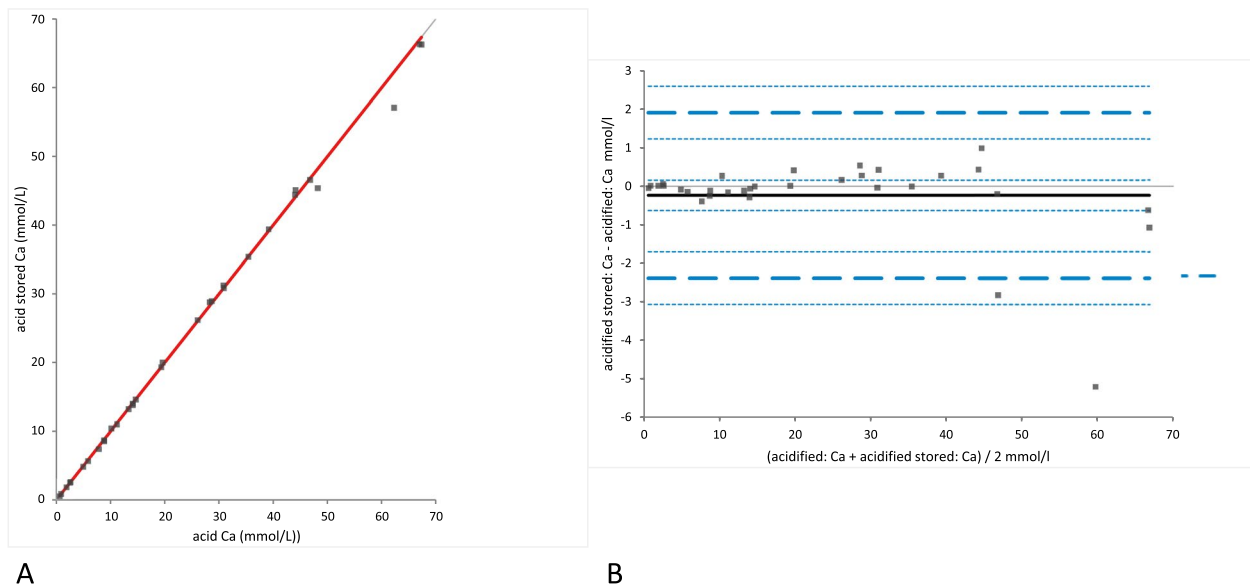 70
60
50
40
30
20
10
0
acid stored Ca (mmol/L)
0 10 20 30 40 50 60 70
acid Ca (mmol/L))
A
3
2
1
0
-1
-2
-3
-4
-5
-6
acidified stored: Ca - acidified: Ca mmol/l
0 10 20 30 40 50 60 70
(acidified: Ca + acidified stored: Ca) / 2 mmol/l
B